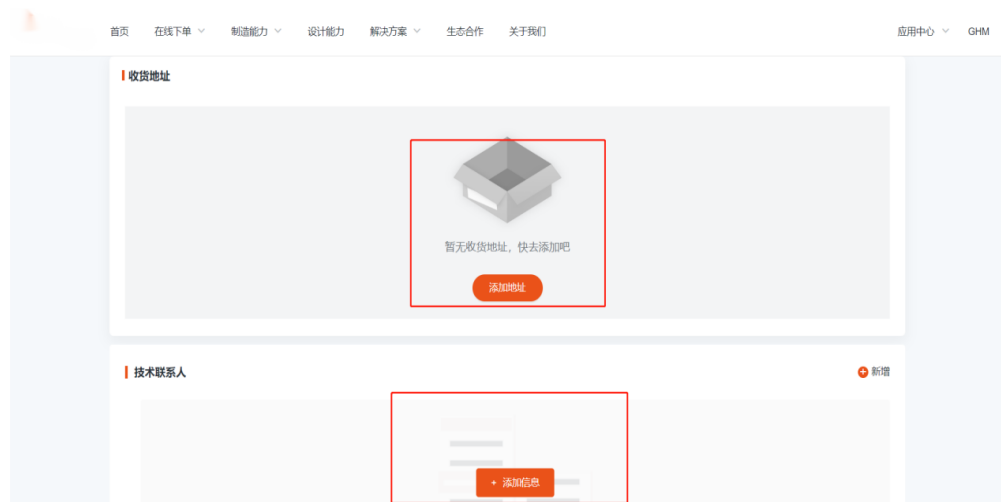 首页 在线下单 制造能力 设计能力 解决方案 生态合作 关于我们 应用中心 GHM
收货地址
暂无收货地址，快去添加吧
添加地址
技术联系人 新增
+ 添加信息